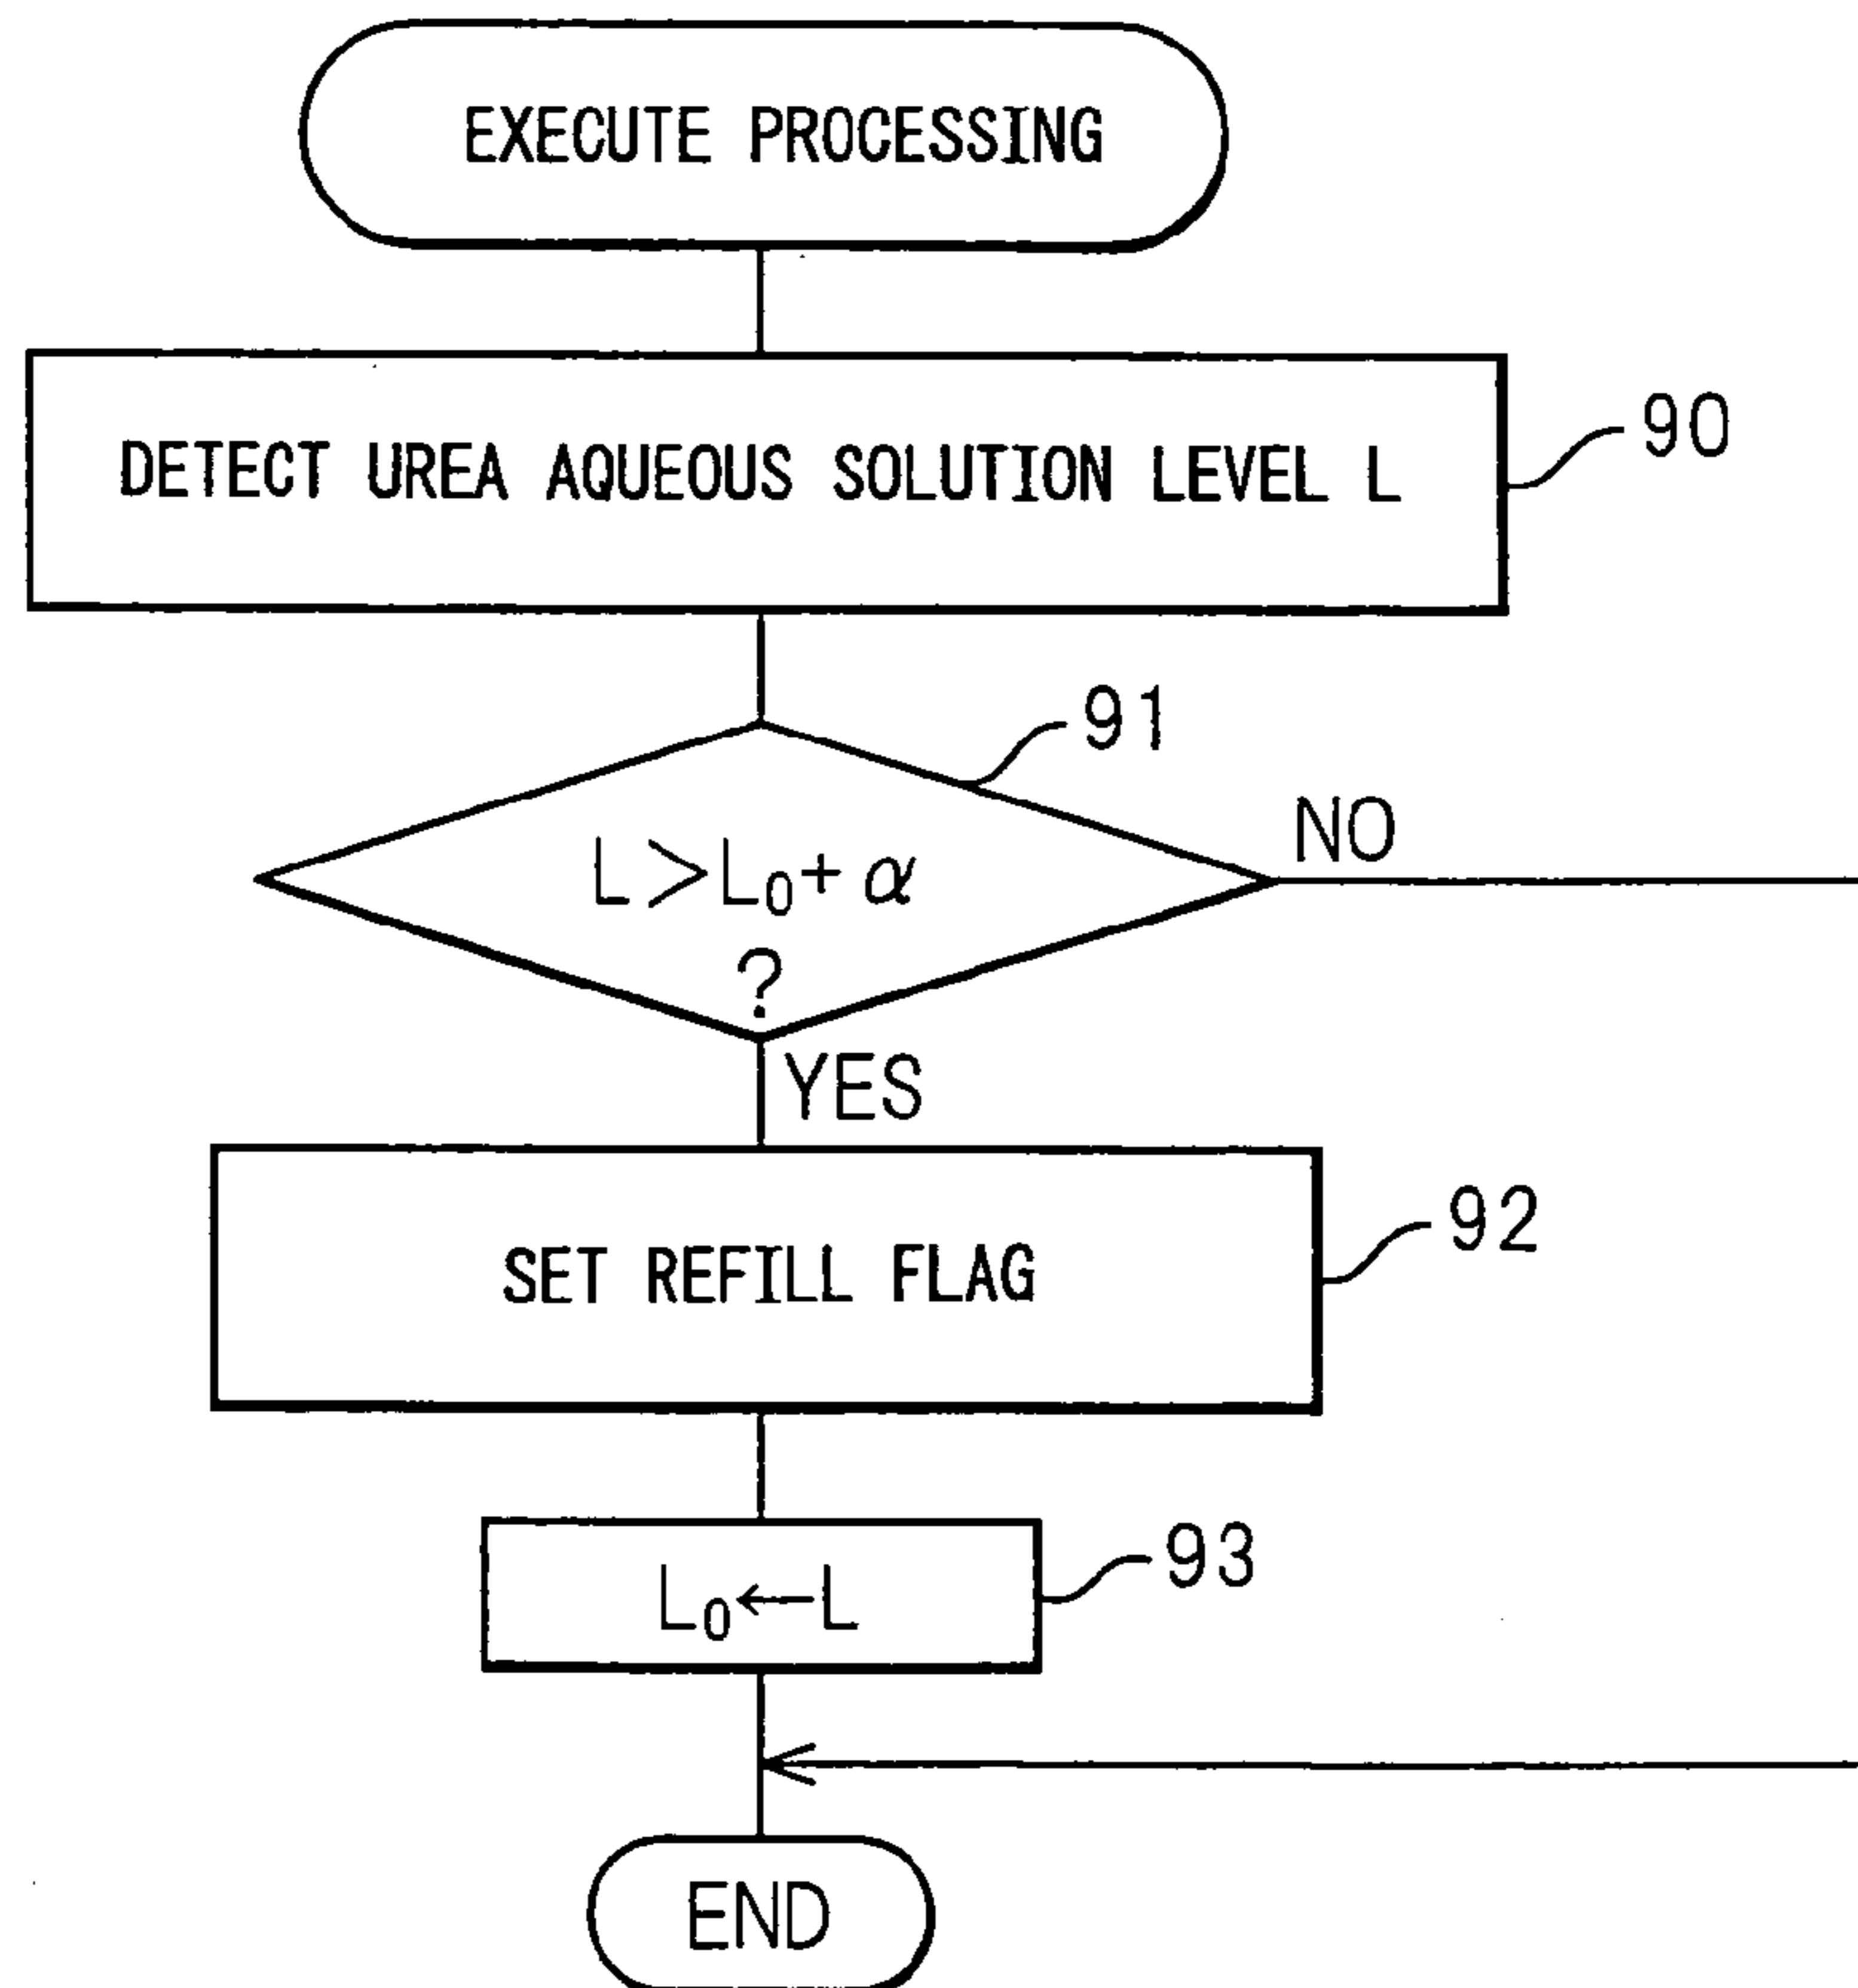 EXECUTE PROCESSING
DETECT UREA AQUEOUS SOLUTION LEVEL L
90
91
L>L₀+α
?
NO
YES
SET REFILL FLAG
92
L₀←L
93
END